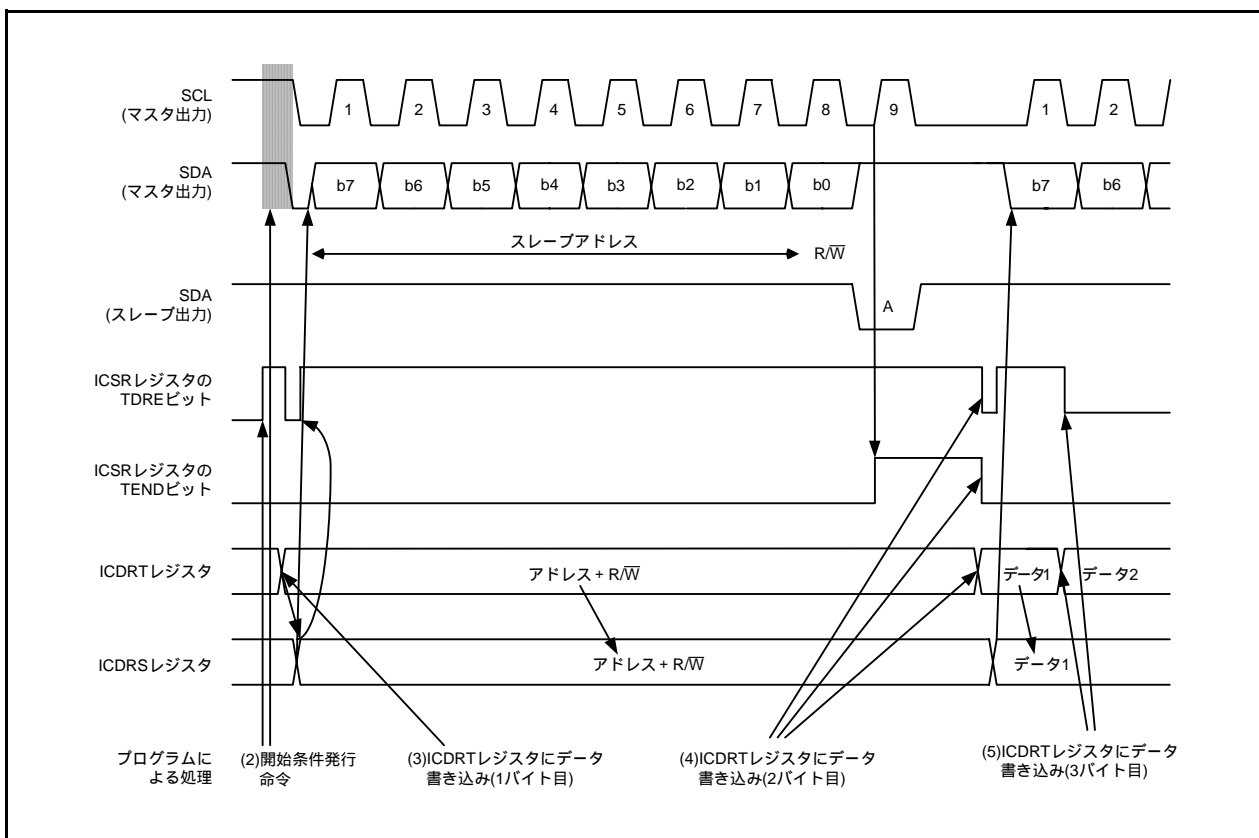 SCL
(マスタ出力)
1 2 3 4 5 6 7 8 9 1 2
SDA
(マスタ出力)
b7 b6 b5 b4 b3 b2 b1 b0 b7 b6
スレーブアドレス R/W̅
SDA
(スレーブ出力)
A
ICSRレジスタの
TDREビット
ICSRレジスタの
TENDビット
ICDRTレジスタ アドレス + R/W̅ データ1 データ2
ICDRSレジスタ アドレス + R/W̅ データ1
プログラムに
よる処理
(2)開始条件発行
命令
(3)ICDRTレジスタにデータ
書き込み(1バイト目)
(4)ICDRTレジスタにデータ
書き込み(2バイト目)
(5)ICDRTレジスタにデータ
書き込み(3バイト目)